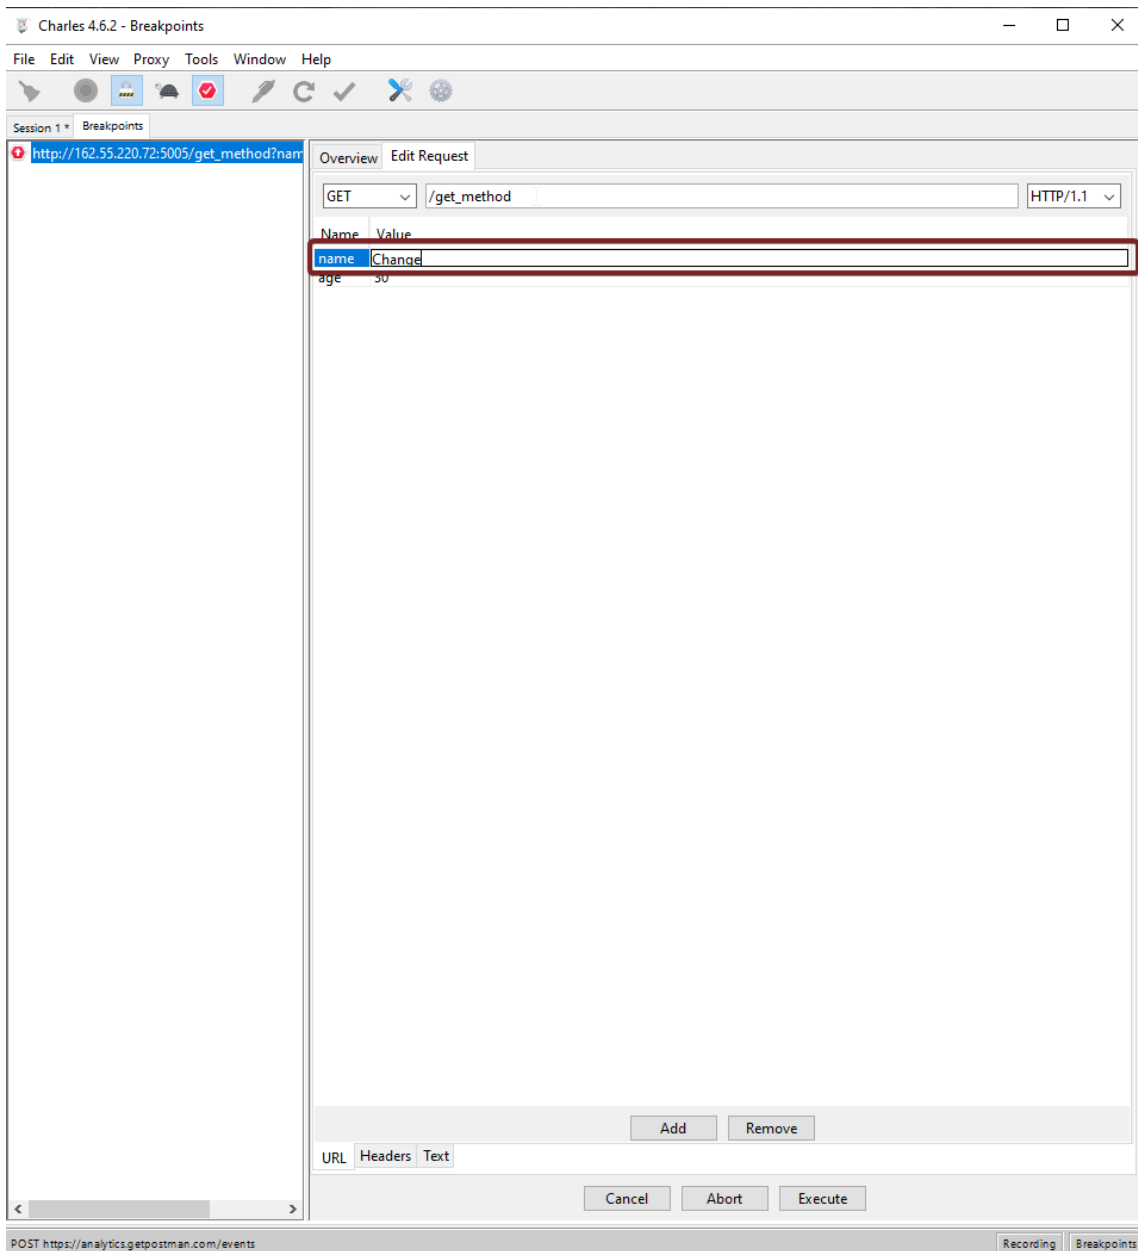 Charles 4.6.2 - Breakpoints
File Edit View Proxy Tools Window Help
Session 1 * Breakpoints
http://162.55.220.72:5005/get_method?nam
Overview Edit Request
GET /get_method HTTP/1.1
Name Value
name Change
age 30
Add Remove
URL Headers Text
Cancel Abort Execute
POST https://analytics.getpostman.com/events Recording Breakpoints